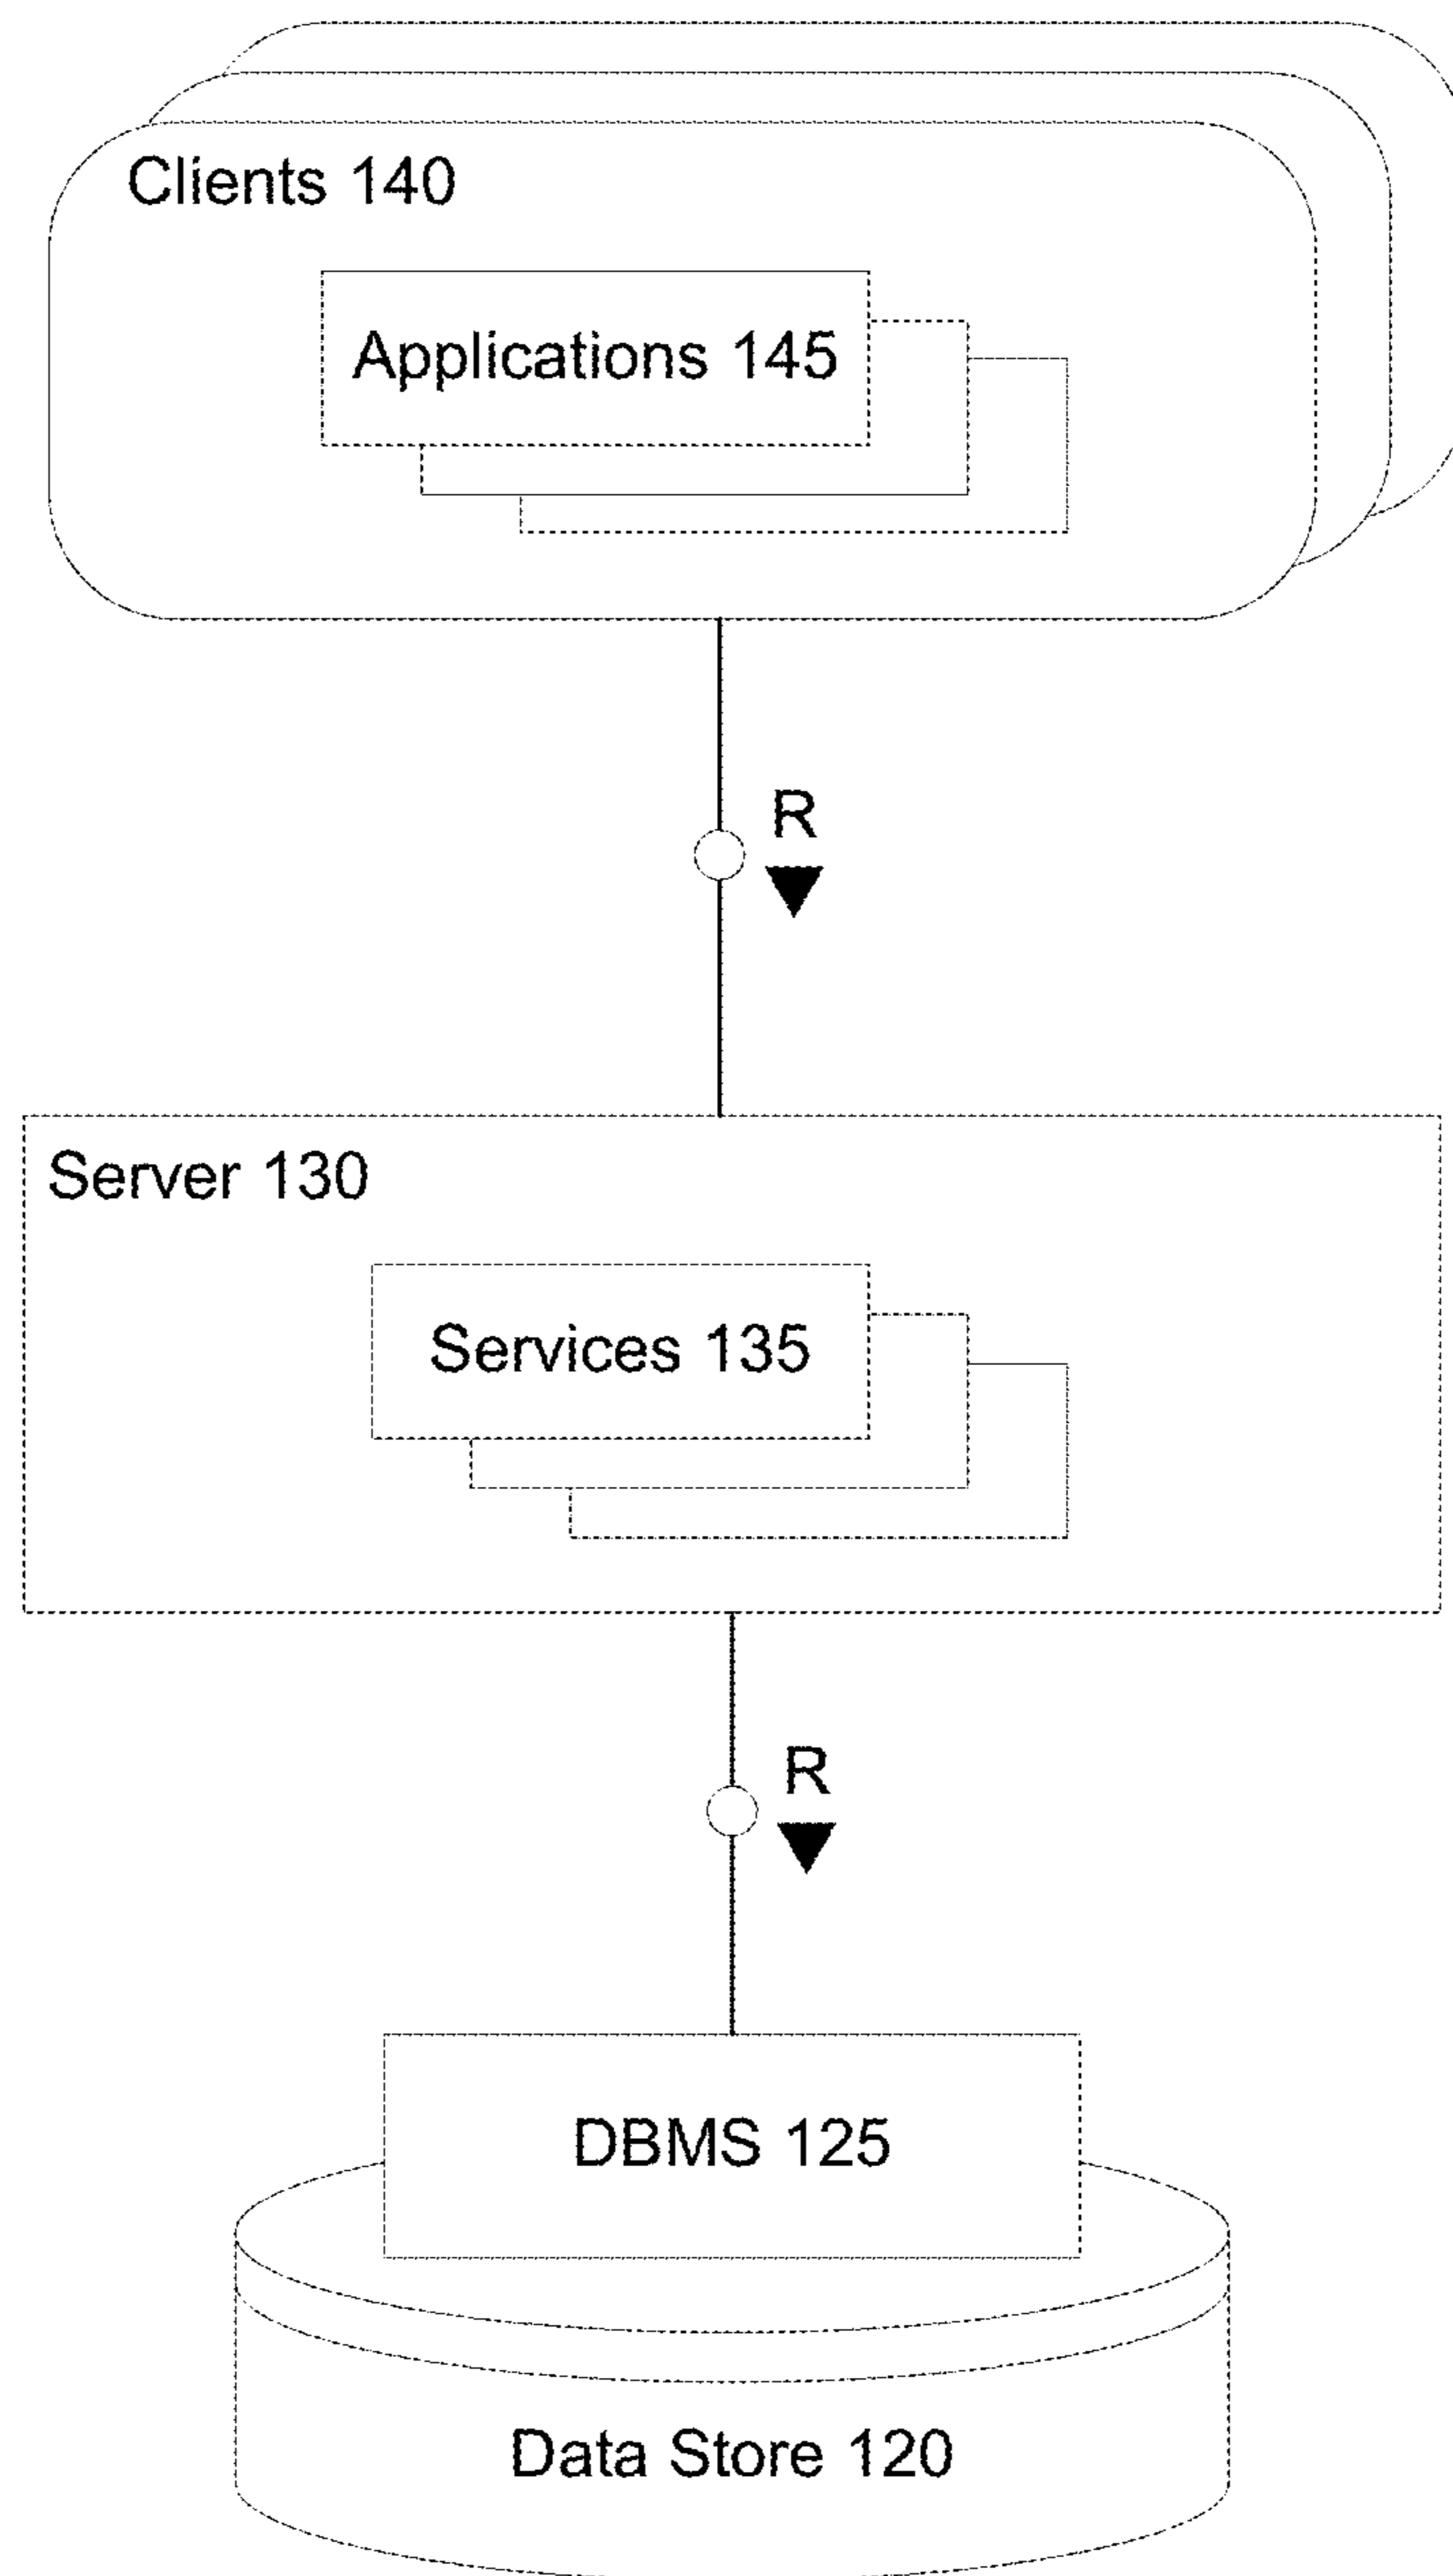 Clients 140
Applications 145
R
Server 130
Services 135
R
DBMS 125
Data Store 120